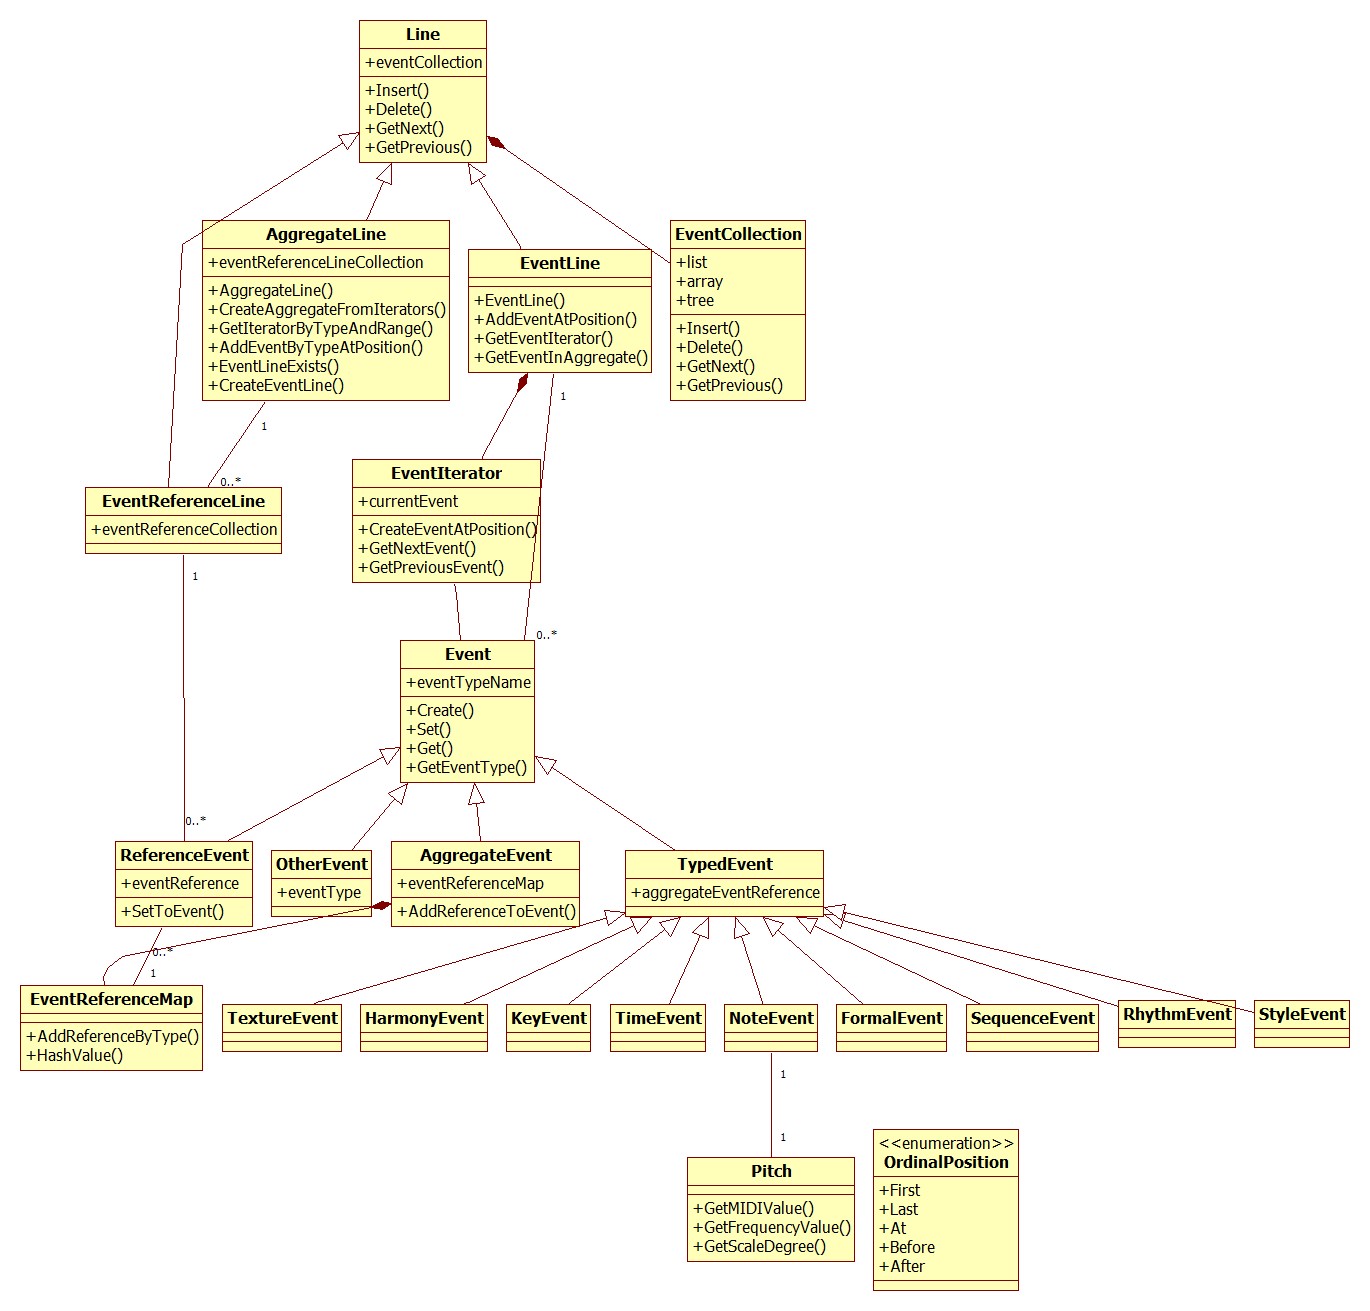 Line
+eventCollection
+Insert()
+Delete()
+GetNext()
+GetPrevious()
AggregateLine
+eventReferenceLineCollection
+AggregateLine()
+CreateAggregateFromIterators()
+GetIteratorByTypeAndRange()
+AddEventByTypeAtPosition()
+EventLineExists()
+CreateEventLine()
EventLine
+EventLine()
+AddEventAtPosition()
+GetEventIterator()
+GetEventInAggregate()
EventCollection
+list
+array
+tree
+Insert()
+Delete()
+GetNext()
+GetPrevious()
1
1
0..*
EventReferenceLine
+eventReferenceCollection
1
EventIterator
+currentEvent
+CreateEventAtPosition()
+GetNextEvent()
+GetPreviousEvent()
0..*
Event
+eventTypeName
+Create()
+Set()
+Get()
+GetEventType()
0..*
ReferenceEvent
+eventReference
+SetToEvent()
OtherEvent
+eventType
AggregateEvent
+eventReferenceMap
+AddReferenceToEvent()
TypedEvent
+aggregateEventReference
0..*
1
EventReferenceMap
+AddReferenceByType()
+HashValue()
TextureEvent
HarmonyEvent
KeyEvent
TimeEvent
NoteEvent
FormalEvent
SequenceEvent
RhythmEvent
StyleEvent
1
1
Pitch
+GetMIDIValue()
+GetFrequencyValue()
+GetScaleDegree()
<<enumeration>>
OrdinalPosition
+First
+Last
+At
+Before
+After